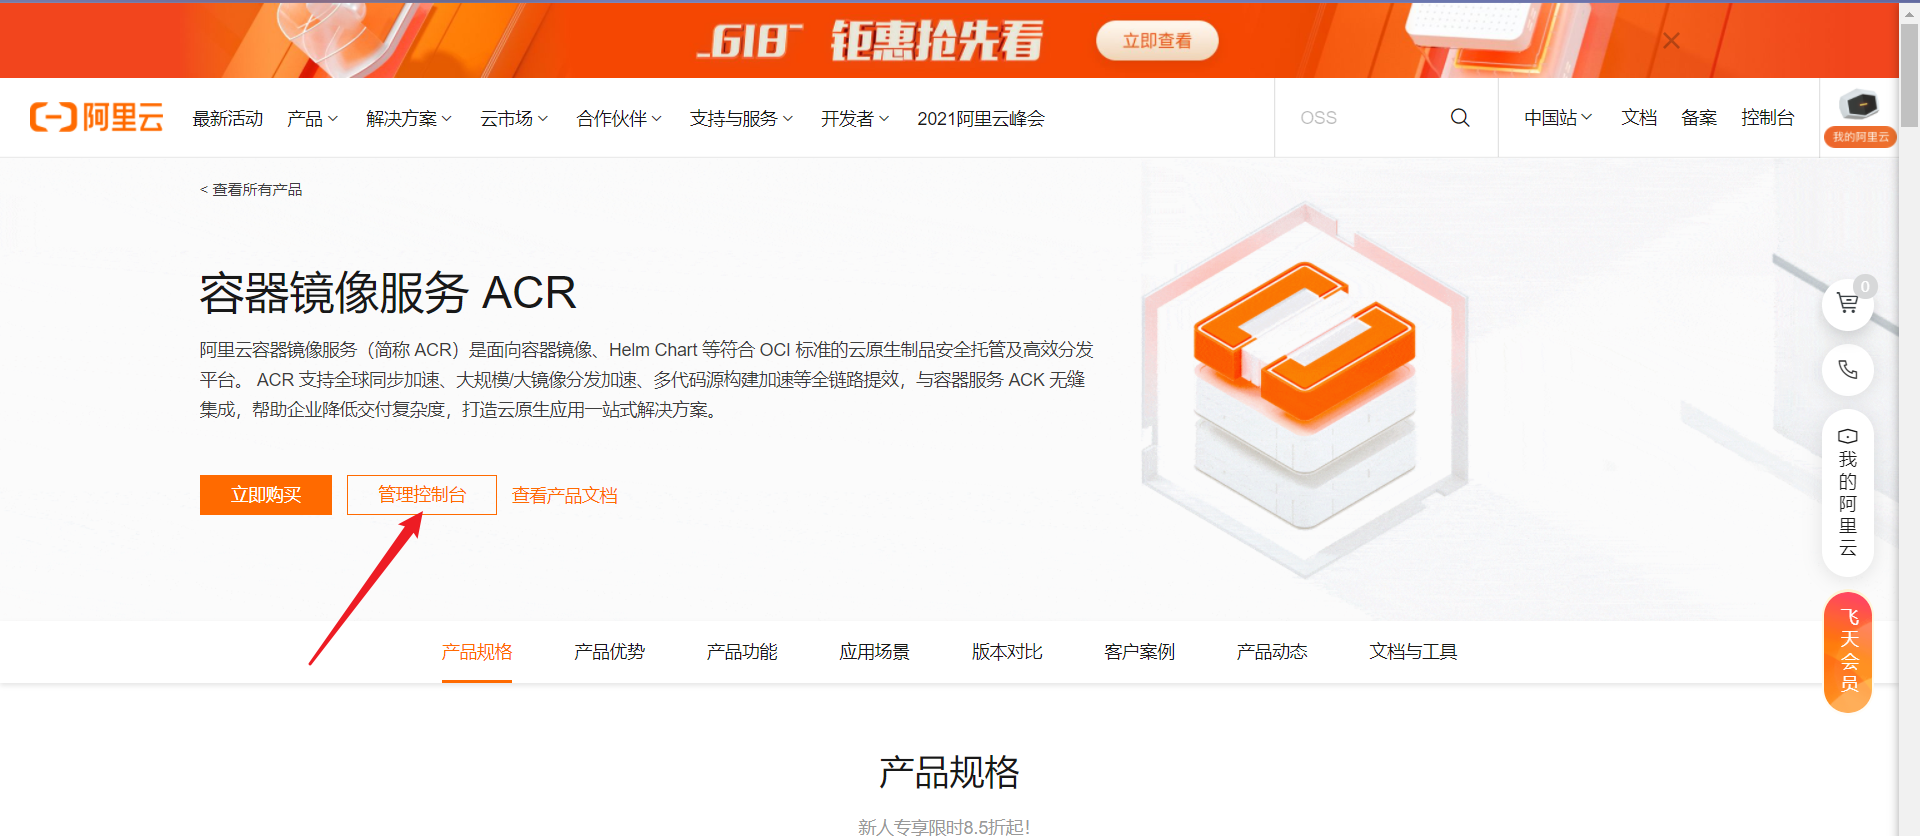 618 钜惠抢先看 立即查看
阿里云 最新活动 产品 解决方案 云市场 合作伙伴 支持与服务 开发者 2021阿里云峰会 OSS 中国站 文档 备案 控制台
我的阿里云
< 查看所有产品
容器镜像服务 ACR
阿里云容器镜像服务（简称 ACR）是面向容器镜像、Helm Chart 等符合 OCI 标准的云原生制品安全托管及高效分发
平台。 ACR 支持全球同步加速、大规模/大镜像分发加速、多代码源构建加速等全链路提效，与容器服务 ACK 无缝
集成，帮助企业降低交付复杂度，打造云原生应用一站式解决方案。
立即购买 管理控制台 查看产品文档
0
我的阿里云
飞天会员
产品规格 产品优势 产品功能 应用场景 版本对比 客户案例 产品动态 文档与工具
产品规格
新人专享限时8.5折起！